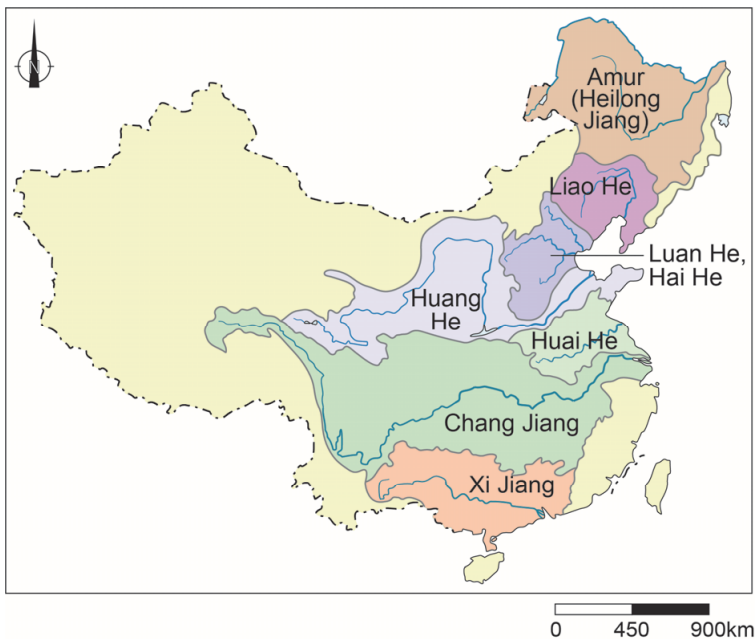 N
Amur
(Heilong
Jiang)
Liao He
Luan He,
Hai He
Huang
He
Huai He
Chang Jiang
Xi Jiang
0 450 900km